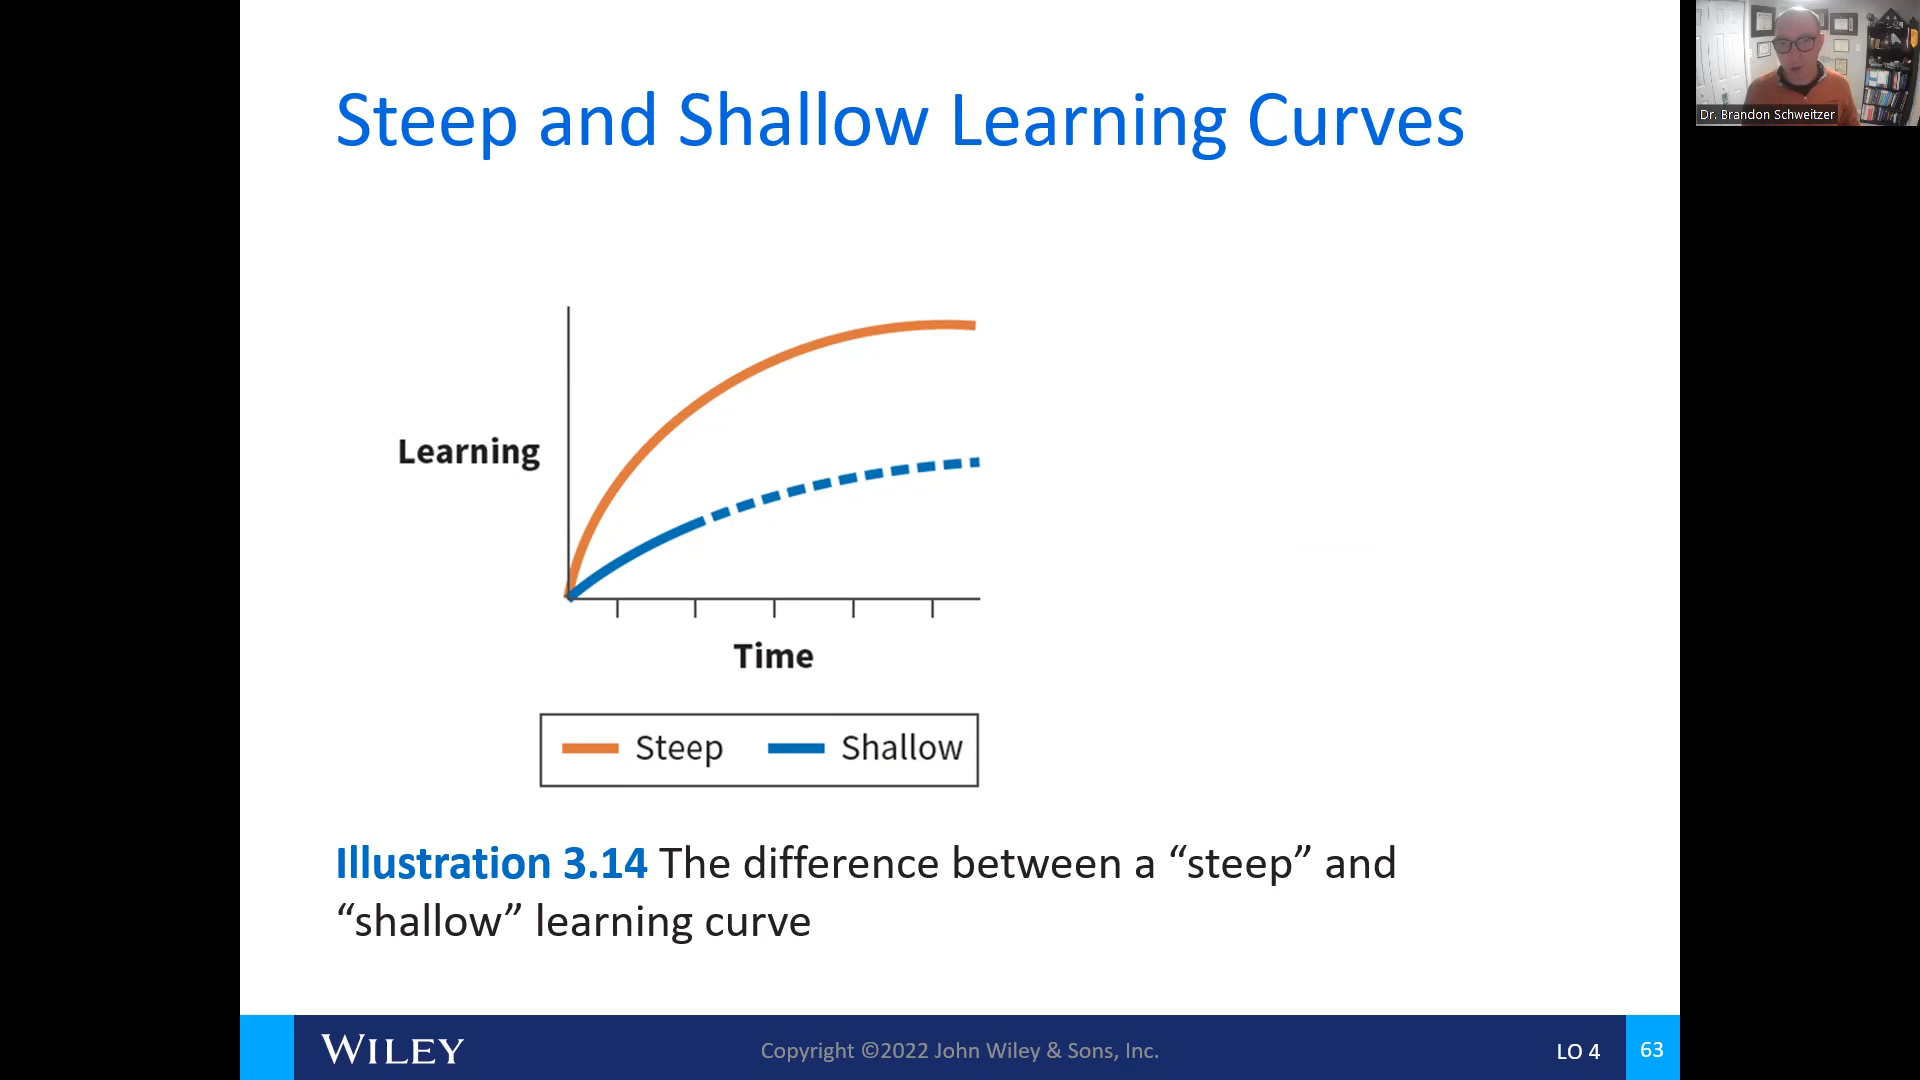 Steep and Shallow Learning Curves
Dr. Brandon Schweitzer
Learning
Time
Steep
Shallow
Illustration 3.14 The difference between a “steep” and
“shallow” learning curve
WILEY
Copyright ©2022 John Wiley & Sons, Inc.
LO 4
63